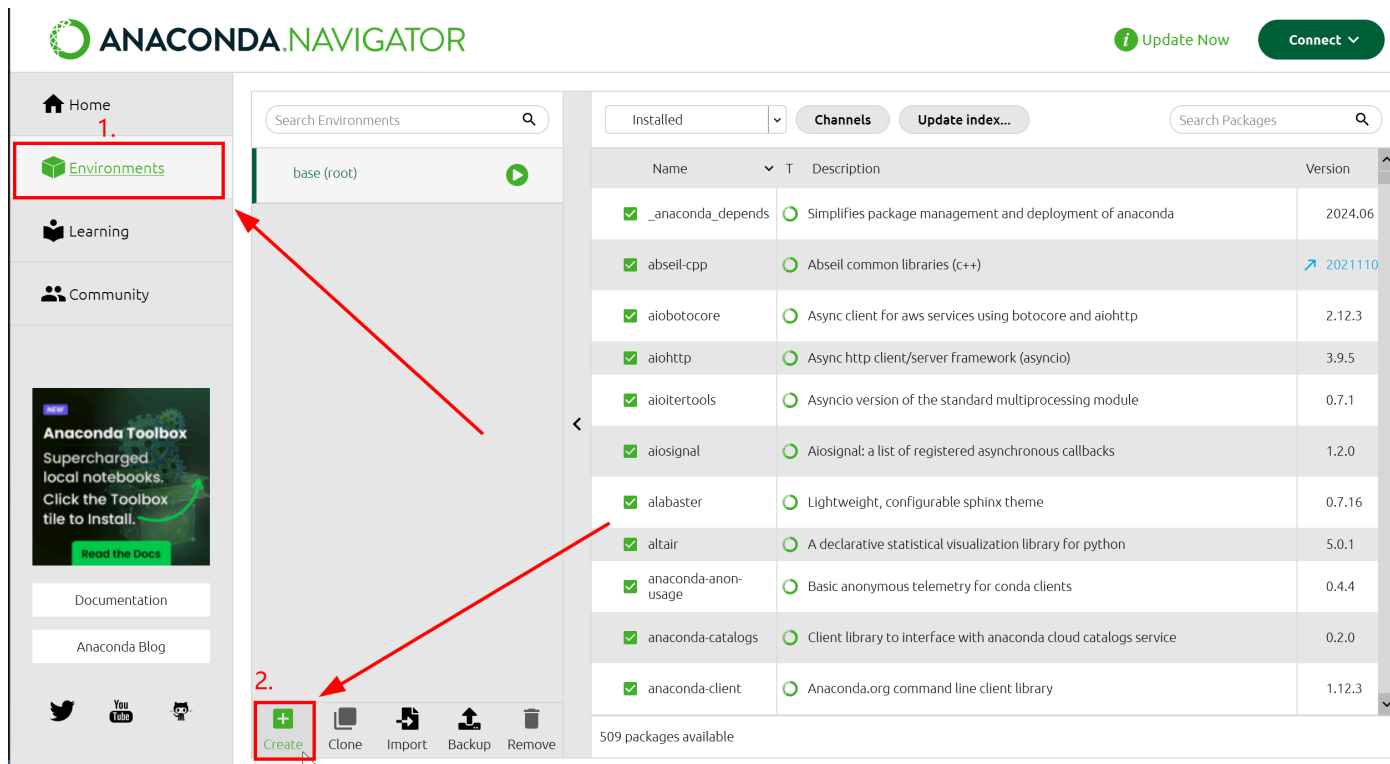 ANACONDA.NAVIGATOR
i Update Now
Connect
Home
1.
Environments
Learning
Community
NEW
Anaconda Toolbox
Supercharged
local notebooks.
Click the Toolbox
tile to Install.
Read the Docs
Documentation
Anaconda Blog
You
Tube
Search Environments
base (root)
2.
Create Clone Import Backup Remove
Installed Channels Update index... Search Packages
Name T Description Version
_anaconda_depends Simplifies package management and deployment of anaconda 2024.06
abseil-cpp Abseil common libraries (c++) 2021110
aiobotocore Async client for aws services using botocore and aiohttp 2.12.3
aiohttp Async http client/server framework (asyncio) 3.9.5
aioitertools Asyncio version of the standard multiprocessing module 0.7.1
aiosignal Aiosignal: a list of registered asynchronous callbacks 1.2.0
alabaster Lightweight, configurable sphinx theme 0.7.16
altair A declarative statistical visualization library for python 5.0.1
anaconda-anon-
usage Basic anonymous telemetry for conda clients 0.4.4
anaconda-catalogs Client library to interface with anaconda cloud catalogs service 0.2.0
anaconda-client Anaconda.org command line client library 1.12.3
509 packages available